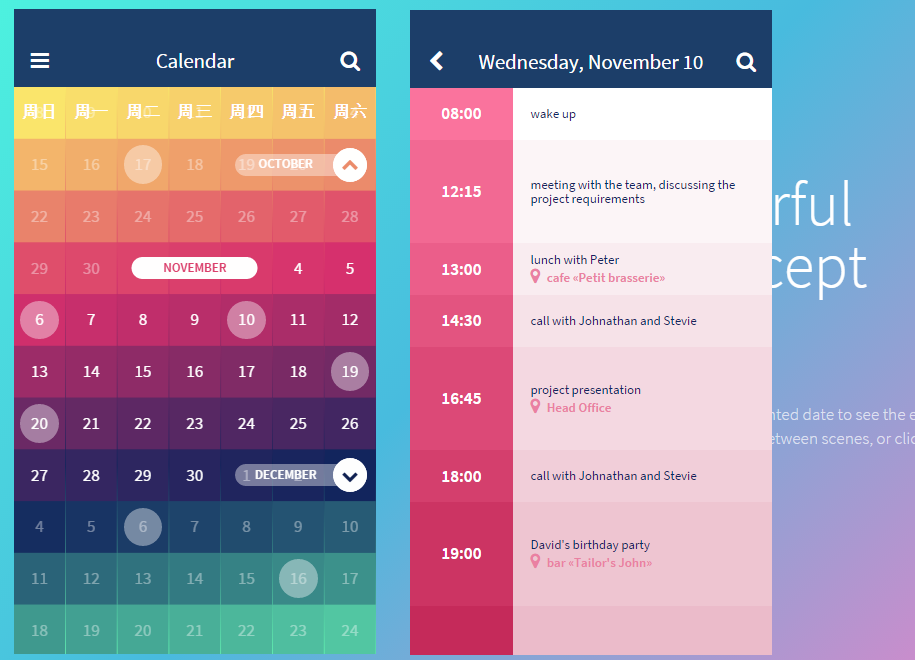 Calendar
周日 周一 周二 周三 周四 周五 周六
15 16 17 18 19 OCTOBER
22 23 24 25 26 27 28
29 30 NOVEMBER 4 5
6 7 8 9 10 11 12
13 14 15 16 17 18 19
20 21 22 23 24 25 26
27 28 29 30 1 DECEMBER
4 5 6 7 8 9 10
11 12 13 14 15 16 17
18 19 20 21 22 23 24
Wednesday, November 10
08:00 wake up
12:15 meeting with the team, discussing the
project requirements
13:00 lunch with Peter
cafe «Petit brasserie»
14:30 call with Johnathan and Stevie
16:45 project presentation
Head Office
18:00 call with Johnathan and Stevie
19:00 David's birthday party
bar «Tailor's John»
rful
cept
nted date to see the e
etween scenes, or clic